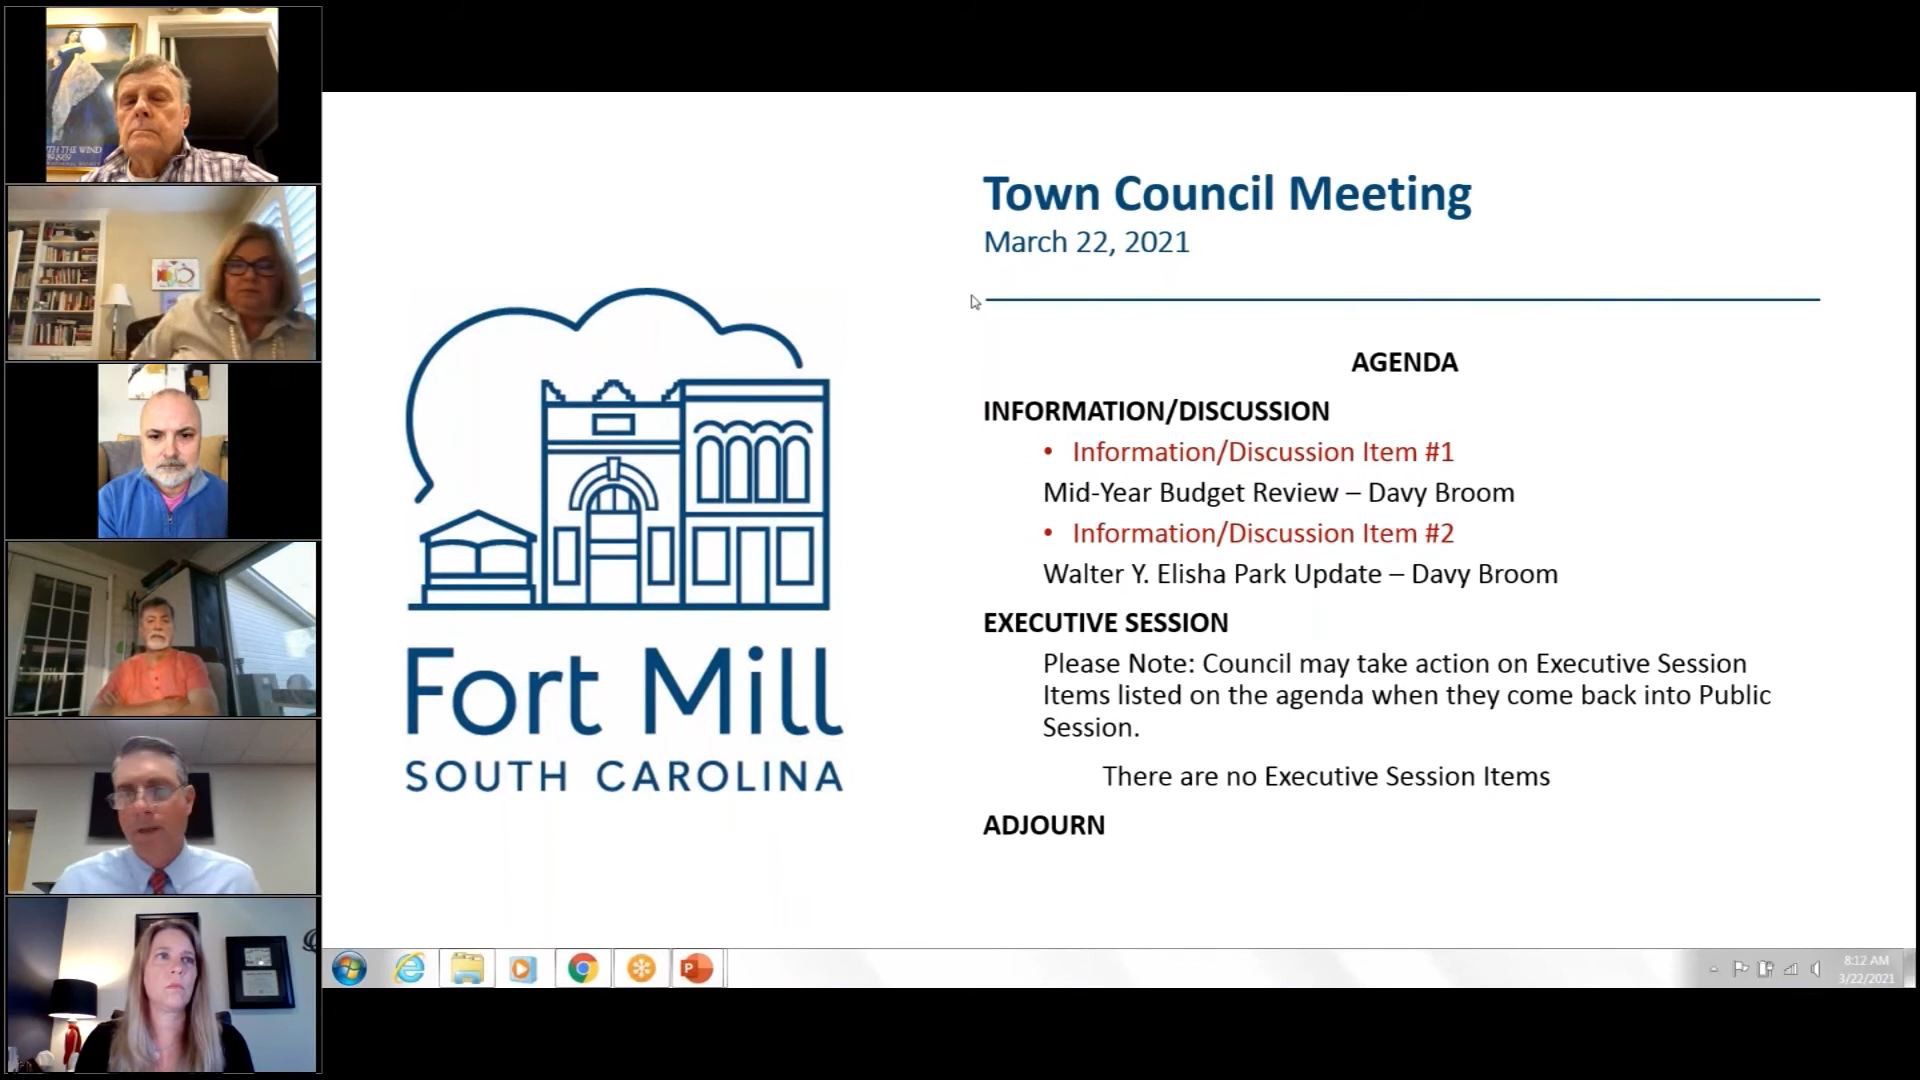 TH THE WIND
Town Council Meeting
March 22, 2021
AGENDA
INFORMATION/DISCUSSION
• Information/Discussion Item #1
Mid-Year Budget Review – Davy Broom
• Information/Discussion Item #2
Walter Y. Elisha Park Update – Davy Broom
EXECUTIVE SESSION
Please Note: Council may take action on Executive Session
Items listed on the agenda when they come back into Public
Session.
There are no Executive Session Items
ADJOURN
Fort Mill
SOUTH CAROLINA
8:12 AM
3/22/2021